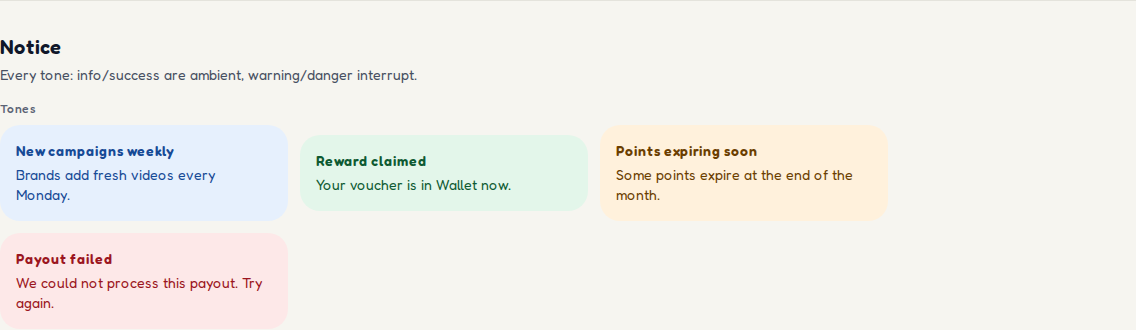 Notice
Every tone: info/success are ambient, warning/danger interrupt.
Tones
New campaigns weekly
Brands add fresh videos every
Monday.
Reward claimed
Your voucher is in Wallet now.
Points expiring soon
Some points expire at the end of the
month.
Payout failed
We could not process this payout. Try
again.